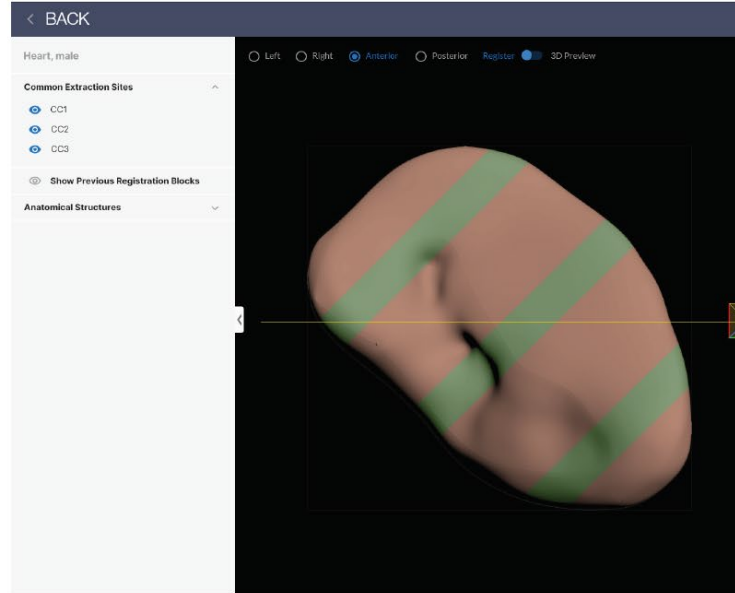 BACK
Heart, male
Left Right Anterior Posterior Register 3D Preview
Common Extraction Sites
CC1
CC2
CC3
Show Previous Registration Blocks
Anatomical Structures